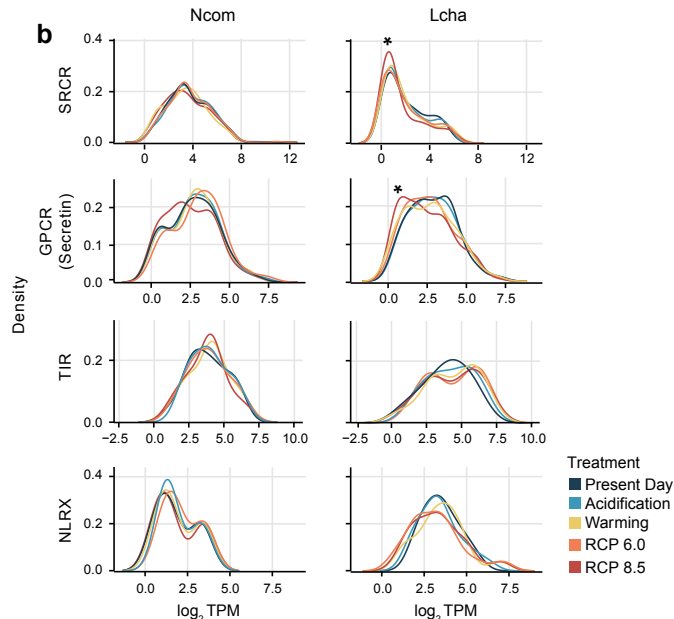 Ncom Lcha
b
SRCR
0.4
0.2
0.0
0 4 8 12
*
0 4 8 12
GPCR
(Secretin)
0.2
0.1
0.0
0.0 2.5 5.0 7.5
*
0.0 2.5 5.0 7.5
Density
TIR
0.2
0.0
−2.5 0.0 2.5 5.0 7.5 10.0
−2.5 0.0 2.5 5.0 7.5 10.0
NLRX
0.4
0.2
0.0
0.0 2.5 5.0 7.5
0.0 2.5 5.0 7.5
log₂ TPM log₂ TPM
Treatment
Present Day
Acidification
Warming
RCP 6.0
RCP 8.5